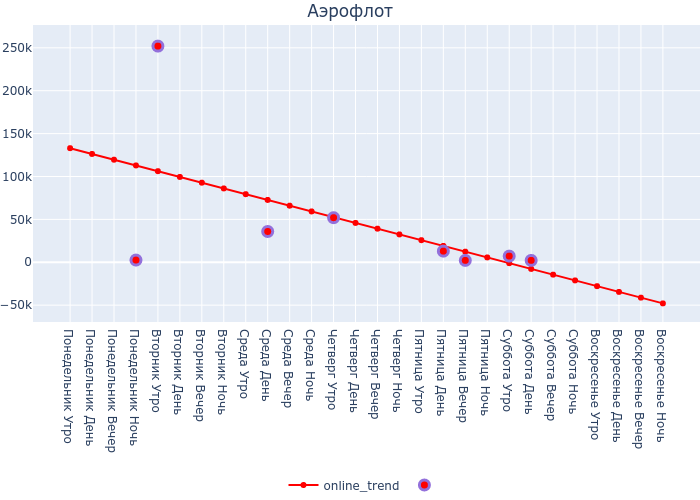 Аэрофлот
250k
200k
150k
100k
50k
0
−50k
Понедельник Утро
Понедельник День
Понедельник Вечер
Понедельник Ночь
Вторник Утро
Вторник День
Вторник Вечер
Вторник Ночь
Среда Утро
Среда День
Среда Вечер
Среда Ночь
Четверг Утро
Четверг День
Четверг Вечер
Четверг Ночь
Пятница Утро
Пятница День
Пятница Вечер
Пятница Ночь
Суббота Утро
Суббота День
Суббота Вечер
Суббота Ночь
Воскресенье Утро
Воскресенье День
Воскресенье Вечер
Воскресенье Ночь
online_trend